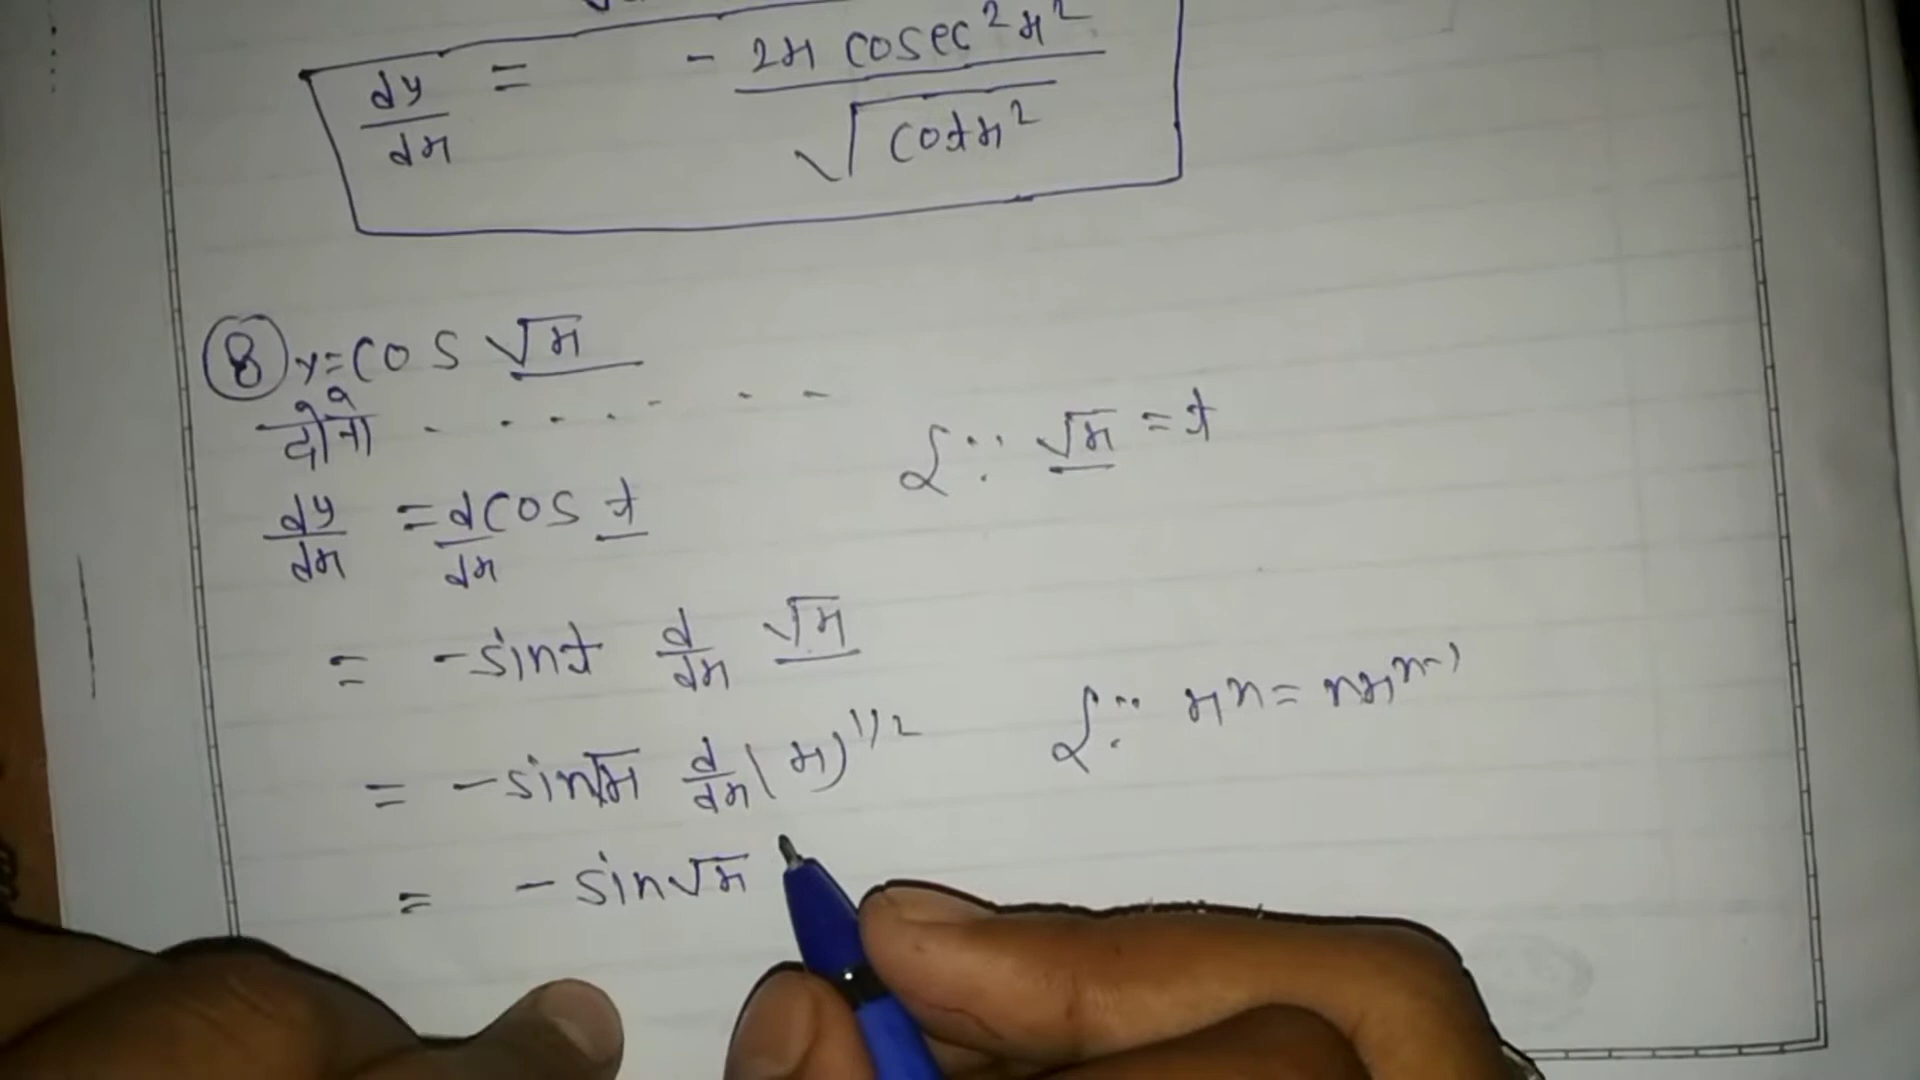 dy/dx = - 2x cosec²x² / √cotx²
8 y = cos √x
दोनों . . . . . - -
dy/dx = d cos t/dx {∵ √x = t
= -sint d/dx √x
= -sin√x d/dx (x)^1/2 {∵ xⁿ = nxⁿ⁻¹
= -sin√x